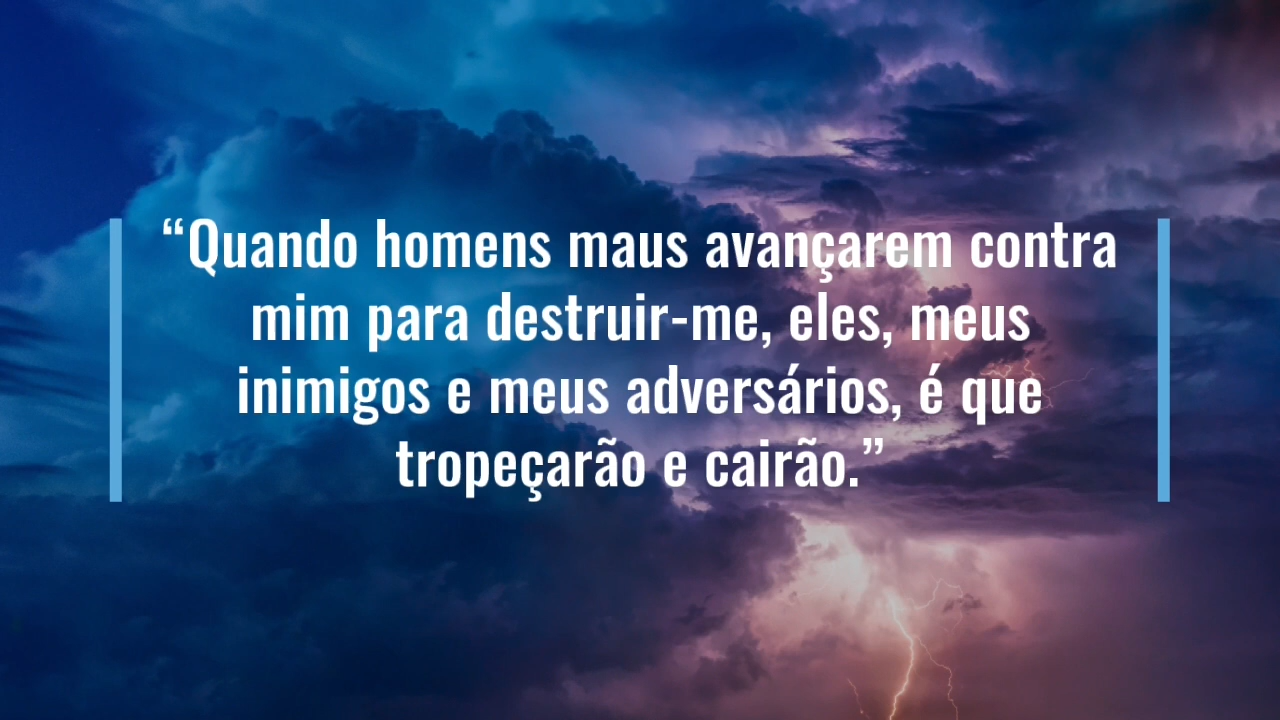 “Quando homens maus avançarem contra
mim para destruir-me, eles, meus
inimigos e meus adversários, é que
tropeçarão e cairão.”